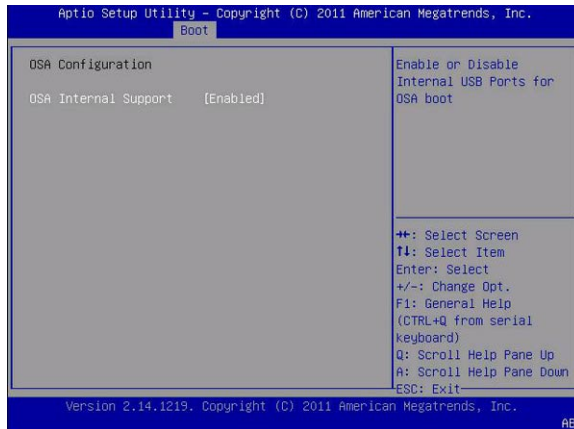 Aptio Setup Utility – Copyright (C) 2011 American Megatrends, Inc.
Boot
OSA Configuration
OSA Internal Support [Enabled]
Enable or Disable
Internal USB Ports for
OSA boot
→←: Select Screen
↑↓: Select Item
Enter: Select
+/-: Change Opt.
F1: General Help
(CTRL+Q from serial
keyboard)
Q: Scroll Help Pane Up
A: Scroll Help Pane Down
ESC: Exit
Version 2.14.1219. Copyright (C) 2011 American Megatrends, Inc.
AB